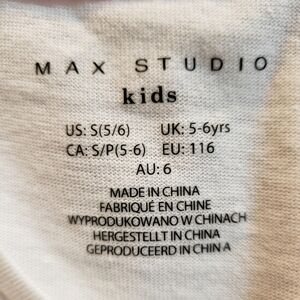 MAX STUDIO
kids
US: S(5/6) UK: 5-6yrs
CA: S/P(5-6) EU: 116
AU: 6
MADE IN CHINA
FABRIQUÉ EN CHINE
WYPRODUKOWANO W CHINACH
HERGESTELLT IN CHINA
GEPRODUCEERD IN CHINA